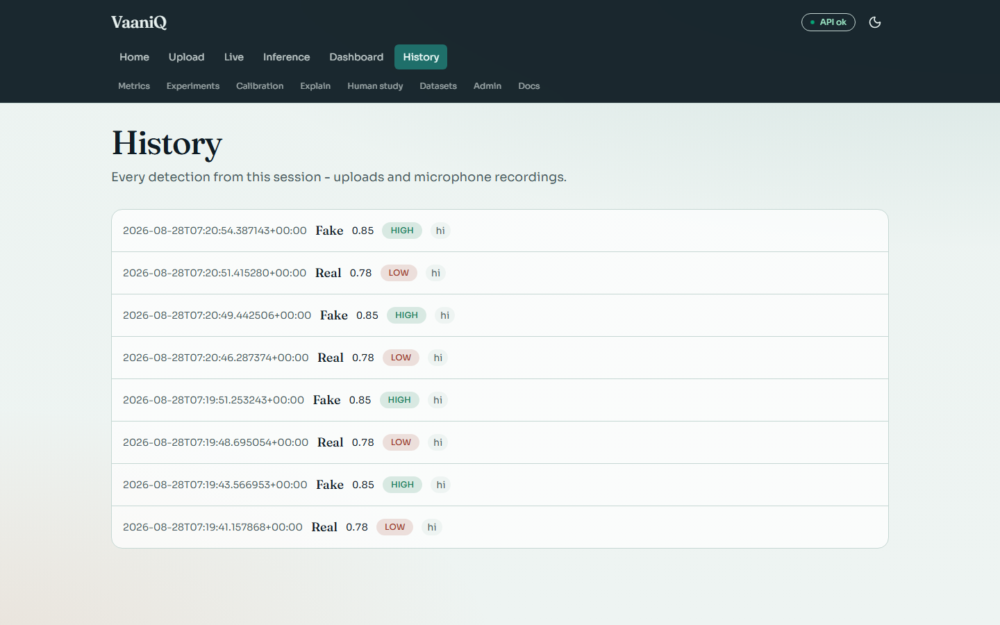 VaaniQ
API ok
Home Upload Live Inference Dashboard History
Metrics Experiments Calibration Explain Human study Datasets Admin Docs
History
Every detection from this session - uploads and microphone recordings.
2026-08-28T07:20:54.387143+00:00 Fake 0.85 HIGH hi
2026-08-28T07:20:51.415280+00:00 Real 0.78 LOW hi
2026-08-28T07:20:49.442506+00:00 Fake 0.85 HIGH hi
2026-08-28T07:20:46.287374+00:00 Real 0.78 LOW hi
2026-08-28T07:19:51.253243+00:00 Fake 0.85 HIGH hi
2026-08-28T07:19:48.695054+00:00 Real 0.78 LOW hi
2026-08-28T07:19:43.566953+00:00 Fake 0.85 HIGH hi
2026-08-28T07:19:41.157868+00:00 Real 0.78 LOW hi